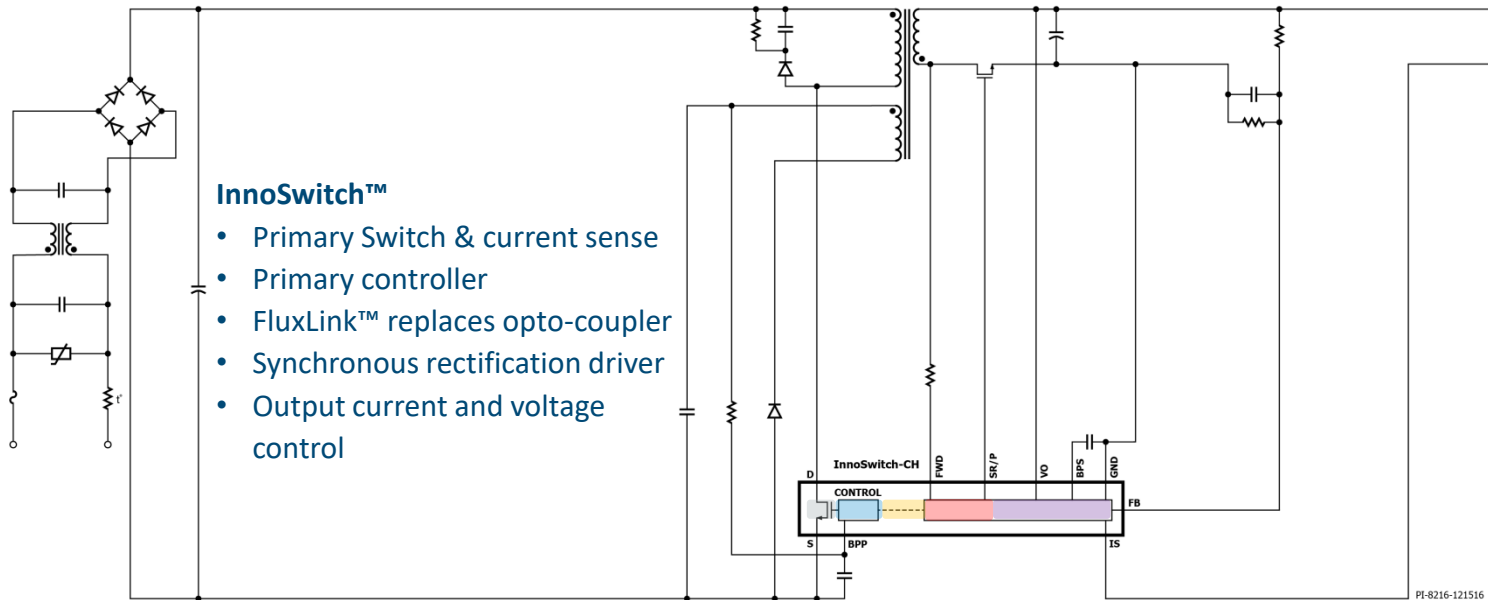 InnoSwitch™
• Primary Switch & current sense
• Primary controller
• FluxLink™ replaces opto-coupler
• Synchronous rectification driver
• Output current and voltage
control
t°
InnoSwitch-CH
D
FWD
SR/P
VO
BPS
GND
CONTROL
FB
S
BPP
IS
PI-8216-121516